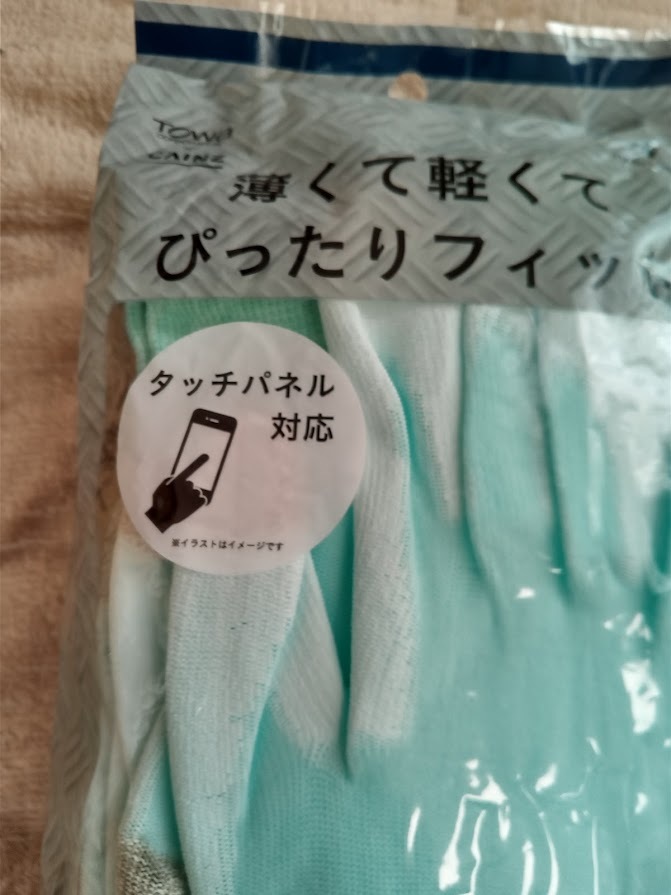 TOWA
CAINZ
薄くて軽くて
ぴったりフィッ
タッチパネル
対応
※イラストはイメージです